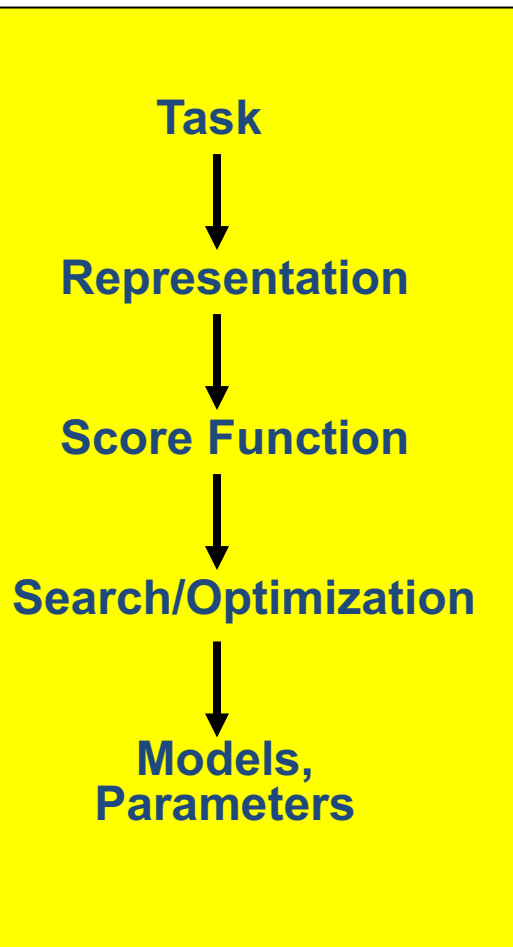 Task
Representation
Score Function
Search/Optimization
Models,
Parameters